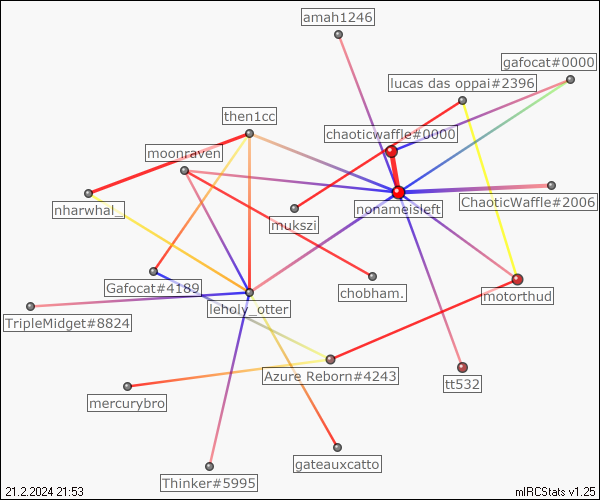 amah1246
gafocat#0000
lucas das oppai#2396
then1cc
chaoticwaffle#0000
moonraven
nharwhal_
nonameisleft
ChaoticWaffle#2006
mukszi
Gafocat#4189
chobham.
motorthud
leholy_otter
TripleMidget#8824
Azure Reborn#4243
tt532
mercurybro
gateauxcatto
Thinker#5995
21.2.2024 21:53
mIRCStats v1.25